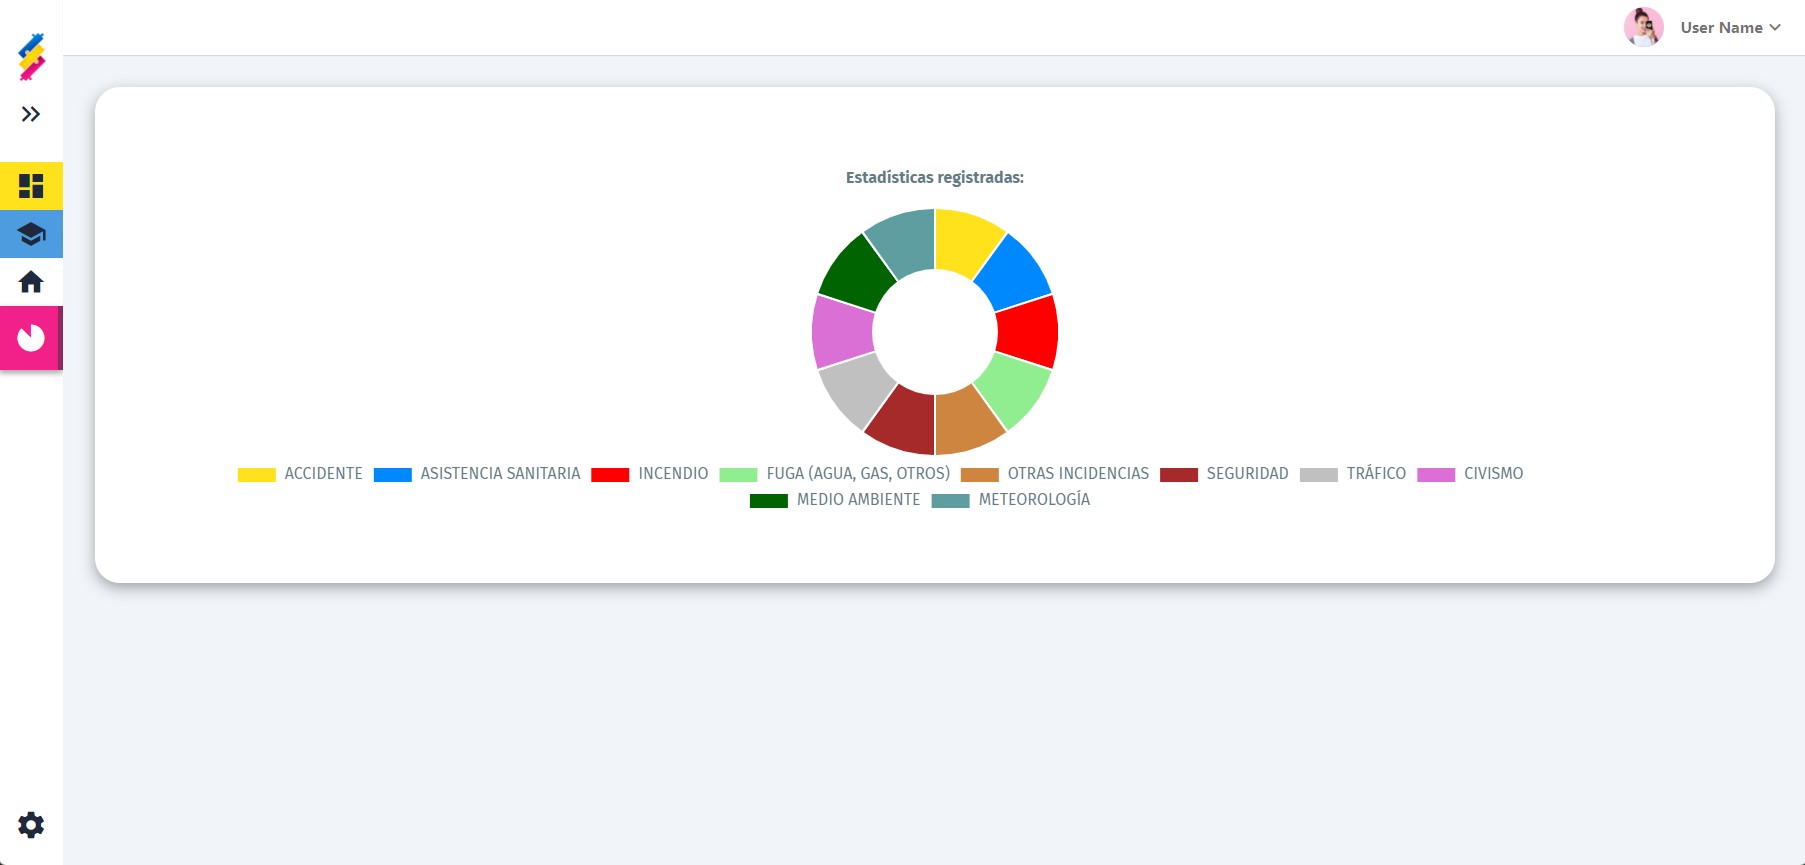 User Name
Estadísticas registradas:
ACCIDENTE ASISTENCIA SANITARIA INCENDIO FUGA (AGUA, GAS, OTROS) OTRAS INCIDENCIAS SEGURIDAD TRÁFICO CIVISMO
MEDIO AMBIENTE METEOROLOGÍA